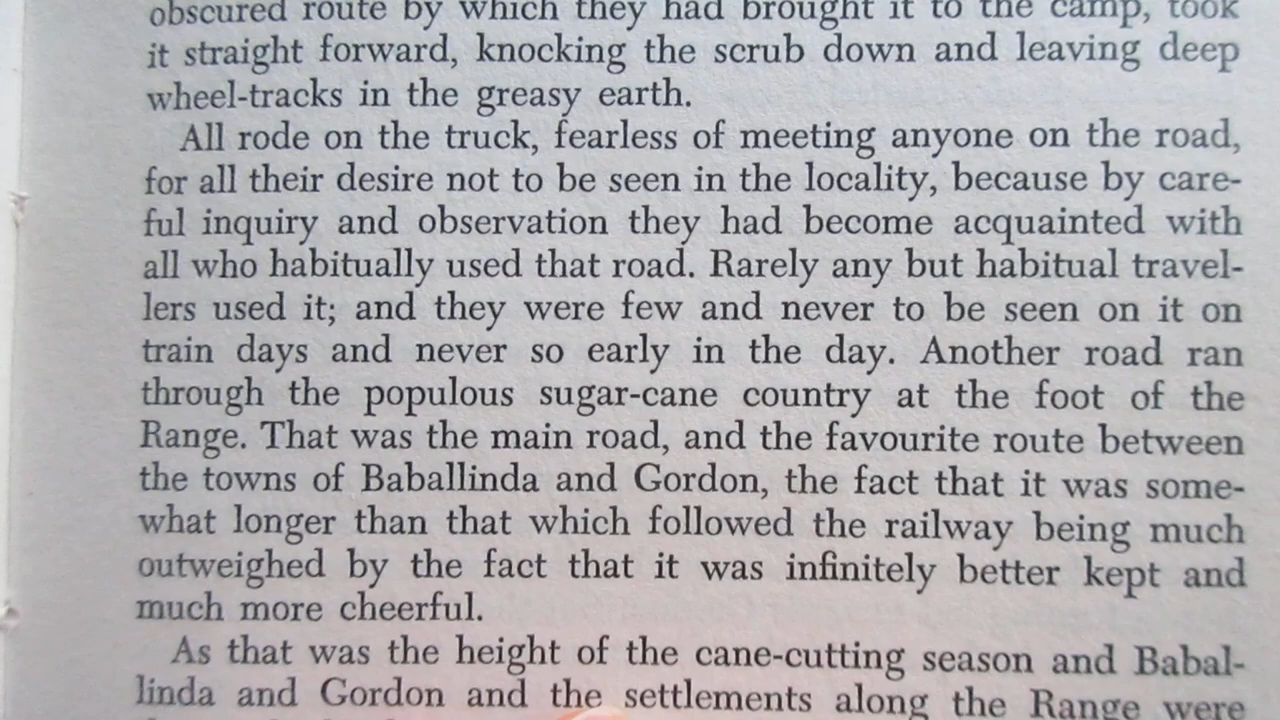 obscured route by which they had brought it to the camp, took
it straight forward, knocking the scrub down and leaving deep
wheel-tracks in the greasy earth.
All rode on the truck, fearless of meeting anyone on the road,
for all their desire not to be seen in the locality, because by care-
ful inquiry and observation they had become acquainted with
all who habitually used that road. Rarely any but habitual travel-
lers used it; and they were few and never to be seen on it on
train days and never so early in the day. Another road ran
through the populous sugar-cane country at the foot of the
Range. That was the main road, and the favourite route between
the towns of Baballinda and Gordon, the fact that it was some-
what longer than that which followed the railway being much
outweighed by the fact that it was infinitely better kept and
much more cheerful.
As that was the height of the cane-cutting season and Babal-
linda and Gordon and the settlements along the Range were